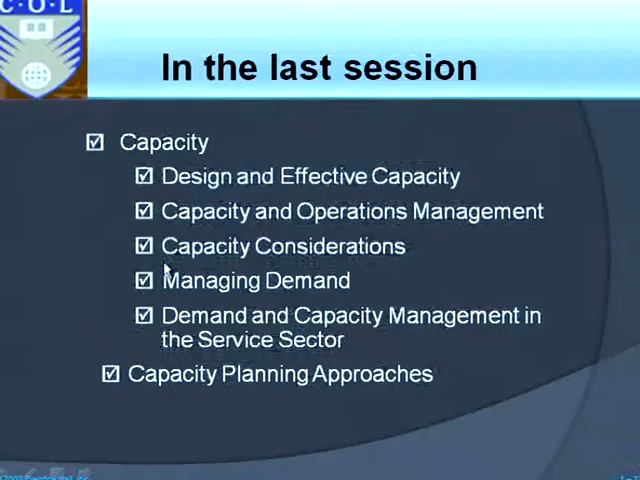 C·O·L
In the last session
Capacity
Design and Effective Capacity
Capacity and Operations Management
Capacity Considerations
Managing Demand
Demand and Capacity Management in
the Service Sector
Capacity Planning Approaches